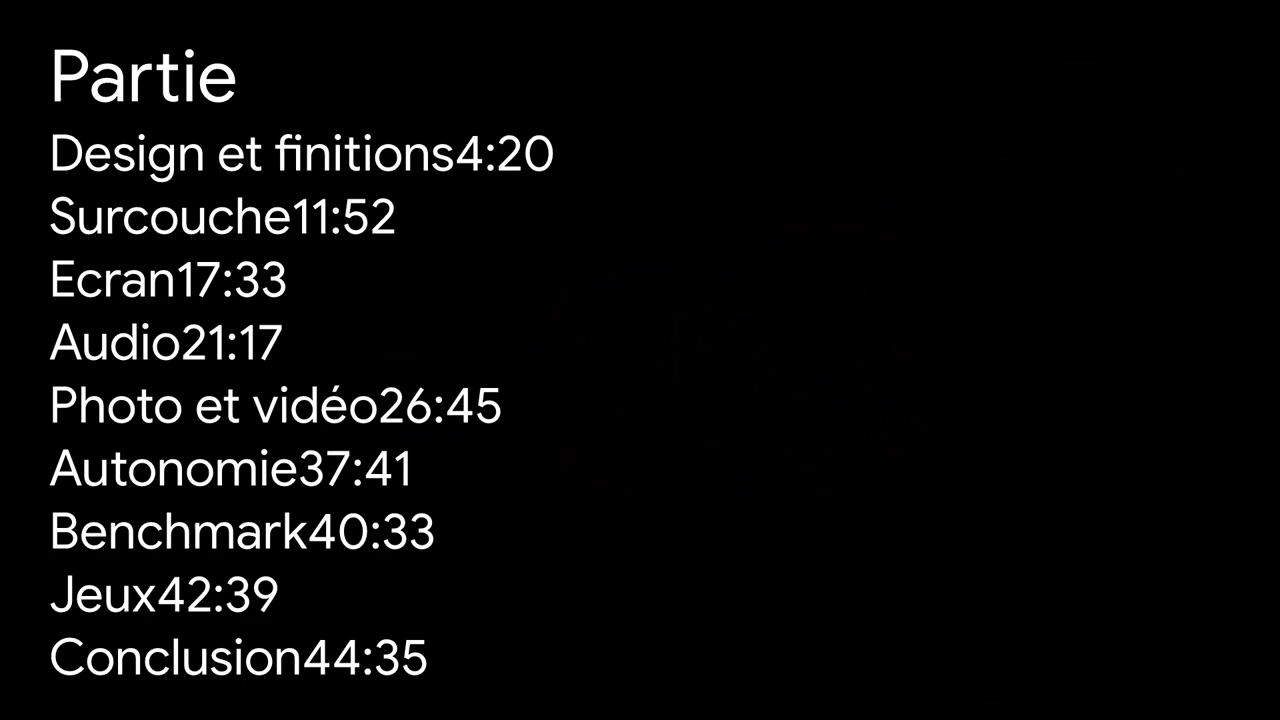 Partie
Design et finitions4:20
Surcouche11:52
Ecran17:33
Audio21:17
Photo et vidéo26:45
Autonomie37:41
Benchmark40:33
Jeux42:39
Conclusion44:35